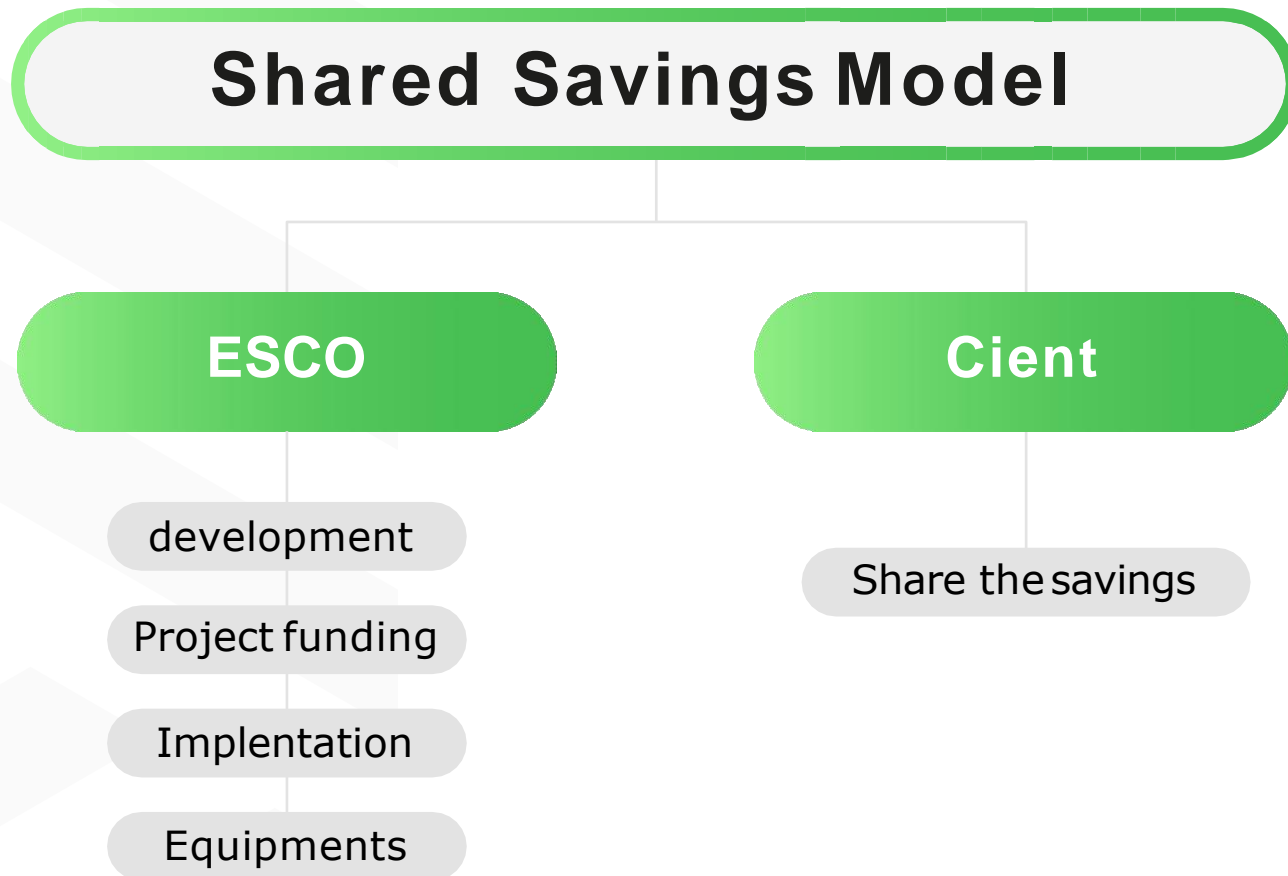 Shared Savings Model
ESCO
Cient
development
Project funding
Implentation
Equipments
Share the savings